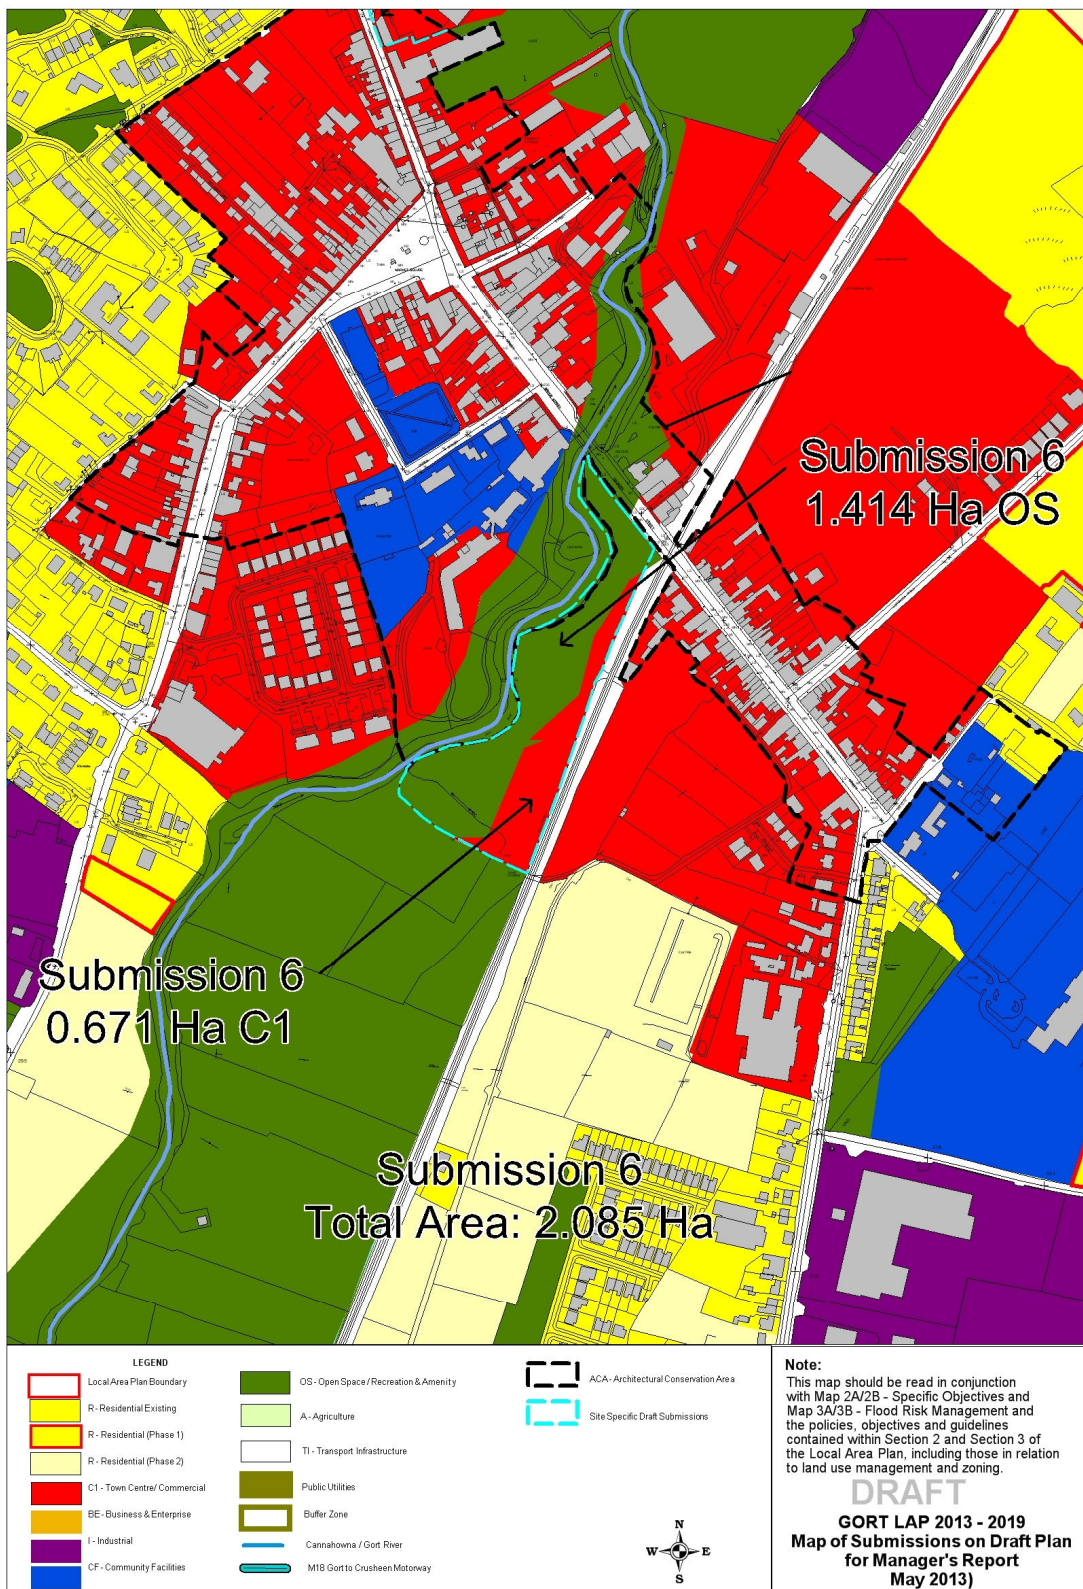 MARKET SQUARE
Submission 6
1.414 Ha OS
Submission 6
0.671 Ha C1
Submission 6
Total Area: 2.085 Ha
LEGEND
Local Area Plan Boundary
R - Residential Existing
R - Residential (Phase 1)
R - Residential (Phase 2)
C1 - Town Centre/ Commercial
BE - Business & Enterprise
I - Industrial
CF - Community Facilities
OS - Open Space / Recreation & Amenity
A - Agriculture
TI - Transport Infrastructure
Public Utilities
Buffer Zone
Cannahowna / Gort River
M18 Gort to Crusheen Motorway
ACA - Architectural Conservation Area
Site Specific Draft Submissions
N
W E
S
Note:
This map should be read in conjunction
with Map 2A/2B - Specific Objectives and
Map 3A/3B - Flood Risk Management and
the policies, objectives and guidelines
contained within Section 2 and Section 3 of
the Local Area Plan, including those in relation
to land use management and zoning.
DRAFT
GORT LAP 2013 - 2019
Map of Submissions on Draft Plan
for Manager's Report
May 2013)